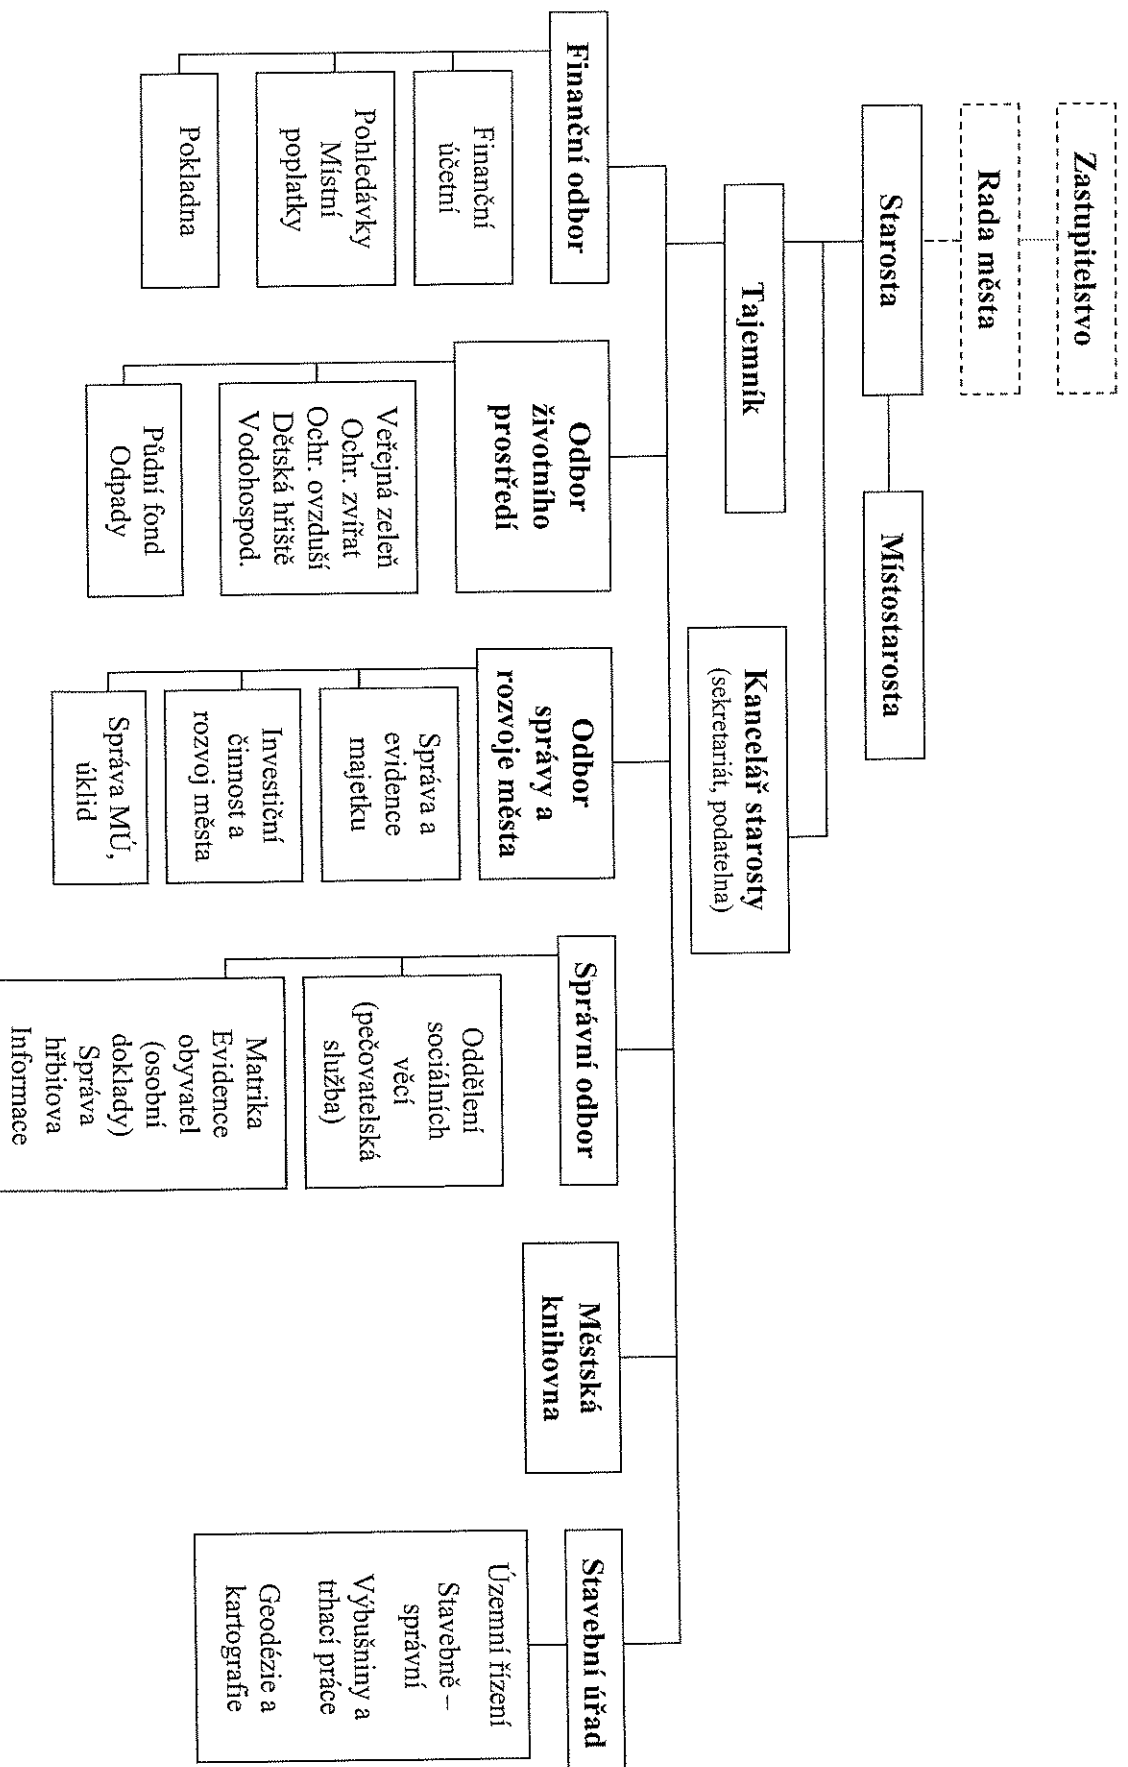 Zastupitelstvo
Rada města
Starosta
Místostarosta
Tajemník
Kancelář starosty
(sekretariát, podatelna)
Finanční odbor
Finanční
účetní
Pohledávky
Místní
poplatky
Pokladna
Odbor
životního
prostředí
Veřejná zeleň
Ochr. zvířat
Ochr. ovzduší
Dětská hřiště
Vodohospod.
Půdní fond
Odpady
Odbor
správy a
rozvoje města
Správa a
evidence
majetku
Investiční
činnost a
rozvoj města
Správa MÚ,
úklid
Správní odbor
Oddělení
sociálních
věcí
(pečovatelská
služba)
Matrika
Evidence
obyvatel
(osobní
doklady)
Správa
hřbitova
Informace
Městská
knihovna
Stavební úřad
Územní řízení
Stavebně –
správní
Výbušniny a
trhací práce
Geodézie a
kartografie